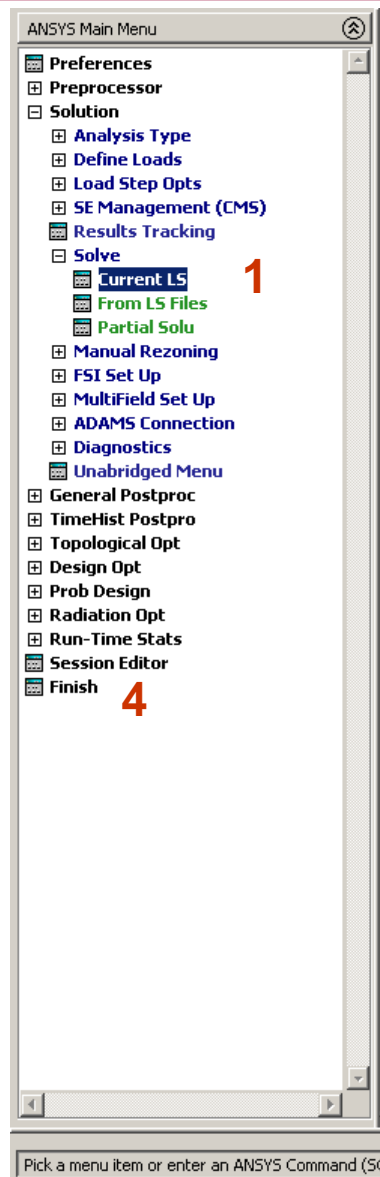 ANSYS Main Menu
Preferences
Preprocessor
Solution
Analysis Type
Define Loads
Load Step Opts
SE Management (CMS)
Results Tracking
Solve
Current LS 1
From LS Files
Partial Solu
Manual Rezoning
FSI Set Up
MultiField Set Up
ADAMS Connection
Diagnostics
Unabridged Menu
General Postproc
TimeHist Postpro
Topological Opt
Design Opt
Prob Design
Radiation Opt
Run-Time Stats
Session Editor
Finish 4
Pick a menu item or enter an ANSYS Command (SO